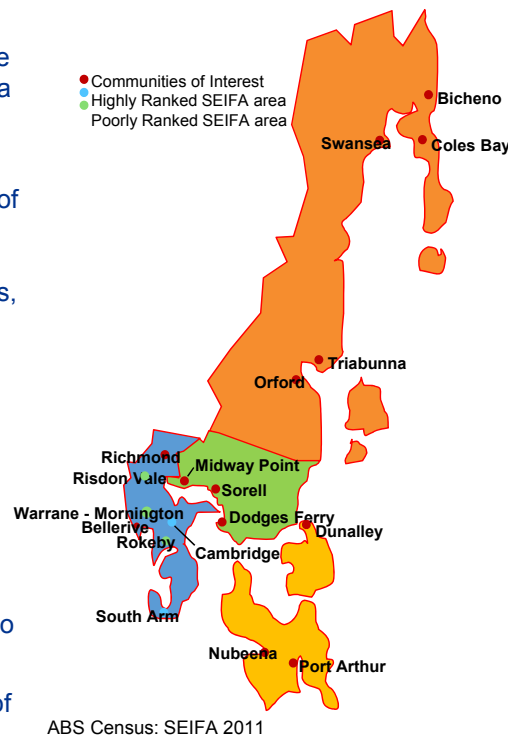 e
a
of
s,
o
of
Communities of Interest
Highly Ranked SEIFA area
Poorly Ranked SEIFA area
Bicheno
Swansea
Coles Bay
Triabunna
Orford
Richmond
Midway Point
Risdon Vale
Sorell
Warrane - Mornington
Dodges Ferry
Bellerive
Dunalley
Rokeby
Cambridge
South Arm
Nubeena
Port Arthur
ABS Census: SEIFA 2011